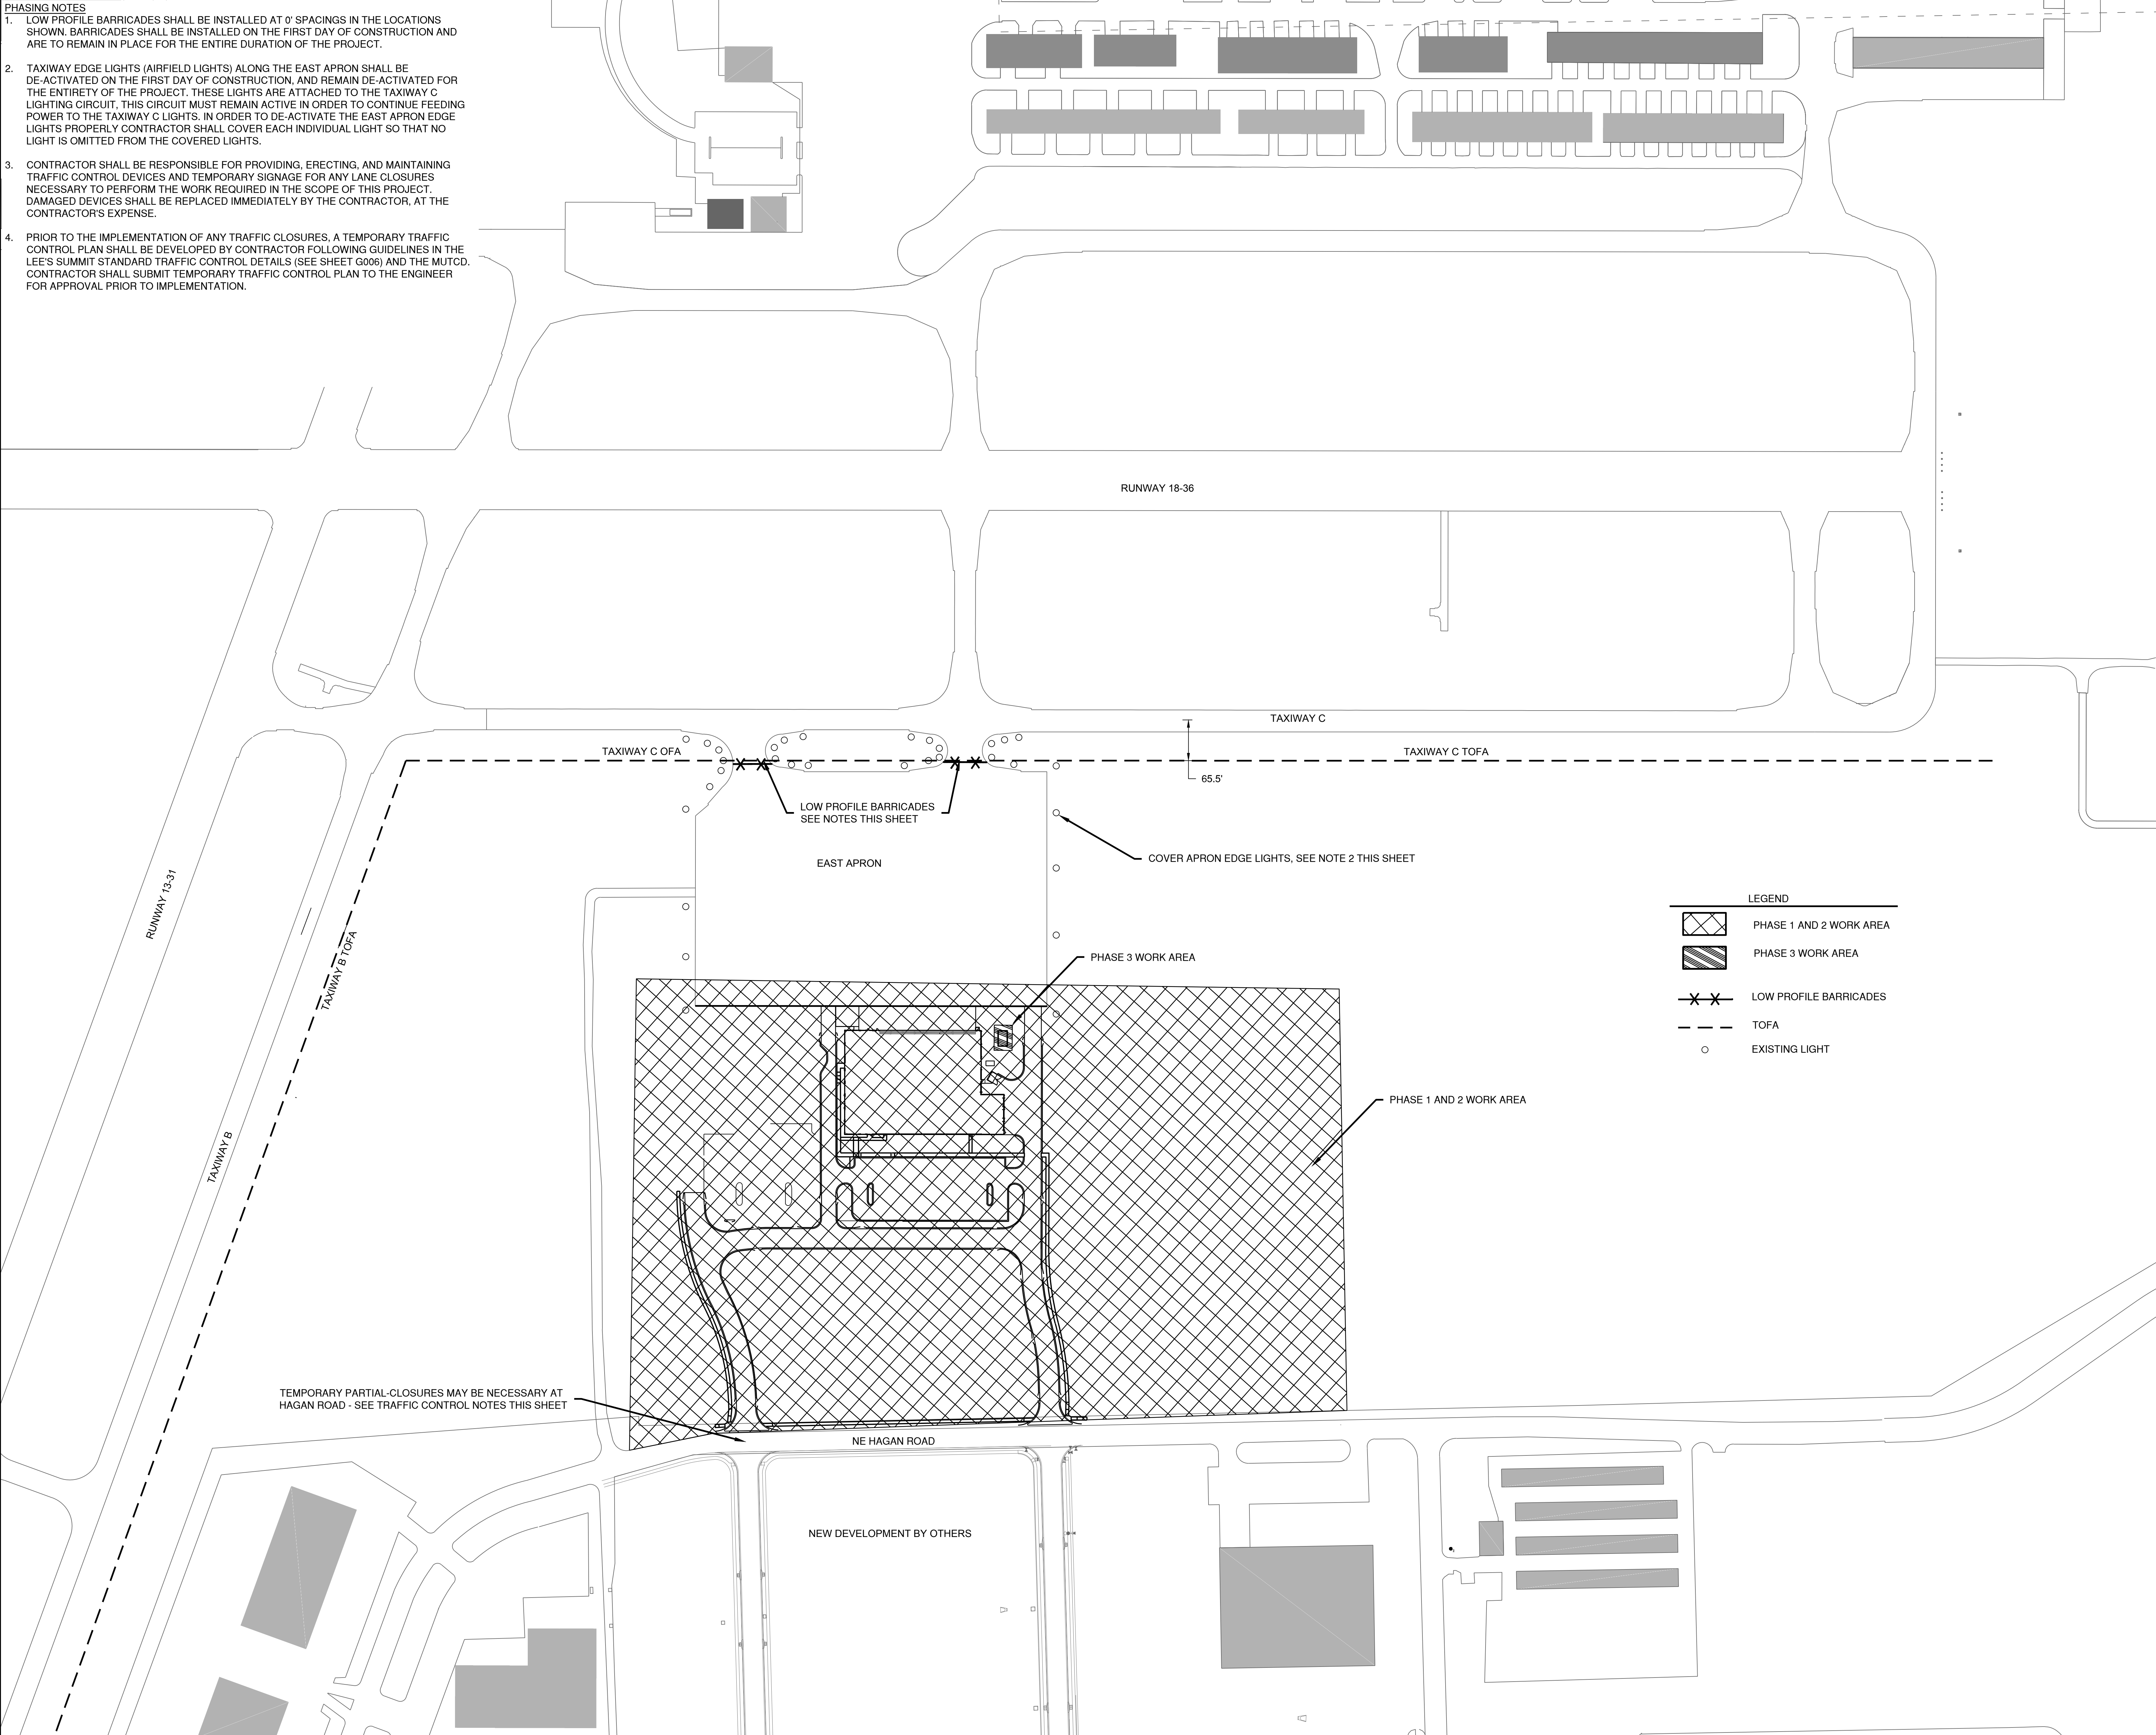 PHASING NOTES
1. LOW PROFILE BARRICADES SHALL BE INSTALLED AT 0' SPACINGS IN THE LOCATIONS
SHOWN. BARRICADES SHALL BE INSTALLED ON THE FIRST DAY OF CONSTRUCTION AND
ARE TO REMAIN IN PLACE FOR THE ENTIRE DURATION OF THE PROJECT.
2. TAXIWAY EDGE LIGHTS (AIRFIELD LIGHTS) ALONG THE EAST APRON SHALL BE
DE-ACTIVATED ON THE FIRST DAY OF CONSTRUCTION, AND REMAIN DE-ACTIVATED FOR
THE ENTIRETY OF THE PROJECT. THESE LIGHTS ARE ATTACHED TO THE TAXIWAY C
LIGHTING CIRCUIT, THIS CIRCUIT MUST REMAIN ACTIVE IN ORDER TO CONTINUE FEEDING
POWER TO THE TAXIWAY C LIGHTS. IN ORDER TO DE-ACTIVATE THE EAST APRON EDGE
LIGHTS PROPERLY CONTRACTOR SHALL COVER EACH INDIVIDUAL LIGHT SO THAT NO
LIGHT IS OMITTED FROM THE COVERED LIGHTS.
3. CONTRACTOR SHALL BE RESPONSIBLE FOR PROVIDING, ERECTING, AND MAINTAINING
TRAFFIC CONTROL DEVICES AND TEMPORARY SIGNAGE FOR ANY LANE CLOSURES
NECESSARY TO PERFORM THE WORK REQUIRED IN THE SCOPE OF THIS PROJECT.
DAMAGED DEVICES SHALL BE REPLACED IMMEDIATELY BY THE CONTRACTOR, AT THE
CONTRACTOR'S EXPENSE.
4. PRIOR TO THE IMPLEMENTATION OF ANY TRAFFIC CLOSURES, A TEMPORARY TRAFFIC
CONTROL PLAN SHALL BE DEVELOPED BY CONTRACTOR FOLLOWING GUIDELINES IN THE
LEE'S SUMMIT STANDARD TRAFFIC CONTROL DETAILS (SEE SHEET G006) AND THE MUTCD.
CONTRACTOR SHALL SUBMIT TEMPORARY TRAFFIC CONTROL PLAN TO THE ENGINEER
FOR APPROVAL PRIOR TO IMPLEMENTATION.
RUNWAY 18-36
TAXIWAY C
TAXIWAY C OFA
TAXIWAY C TOFA
65.5'
LOW PROFILE BARRICADES
SEE NOTES THIS SHEET
EAST APRON
COVER APRON EDGE LIGHTS, SEE NOTE 2 THIS SHEET
RUNWAY 13-31
TAXIWAY B TOFA
TAXIWAY B
PHASE 3 WORK AREA
LEGEND
PHASE 1 AND 2 WORK AREA
PHASE 3 WORK AREA
LOW PROFILE BARRICADES
TOFA
EXISTING LIGHT
PHASE 1 AND 2 WORK AREA
TEMPORARY PARTIAL-CLOSURES MAY BE NECESSARY AT
HAGAN ROAD - SEE TRAFFIC CONTROL NOTES THIS SHEET
NE HAGAN ROAD
NEW DEVELOPMENT BY OTHERS